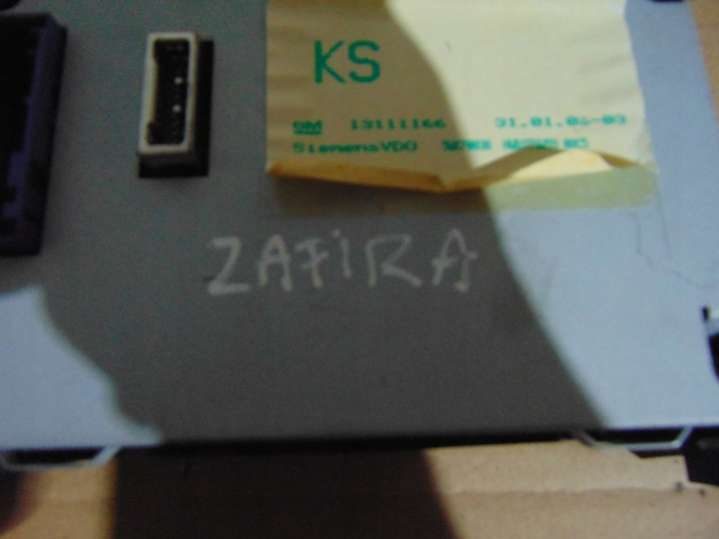 KS
GM 13111166 31.01.06-03
SiemensVDO
ZAFIRA